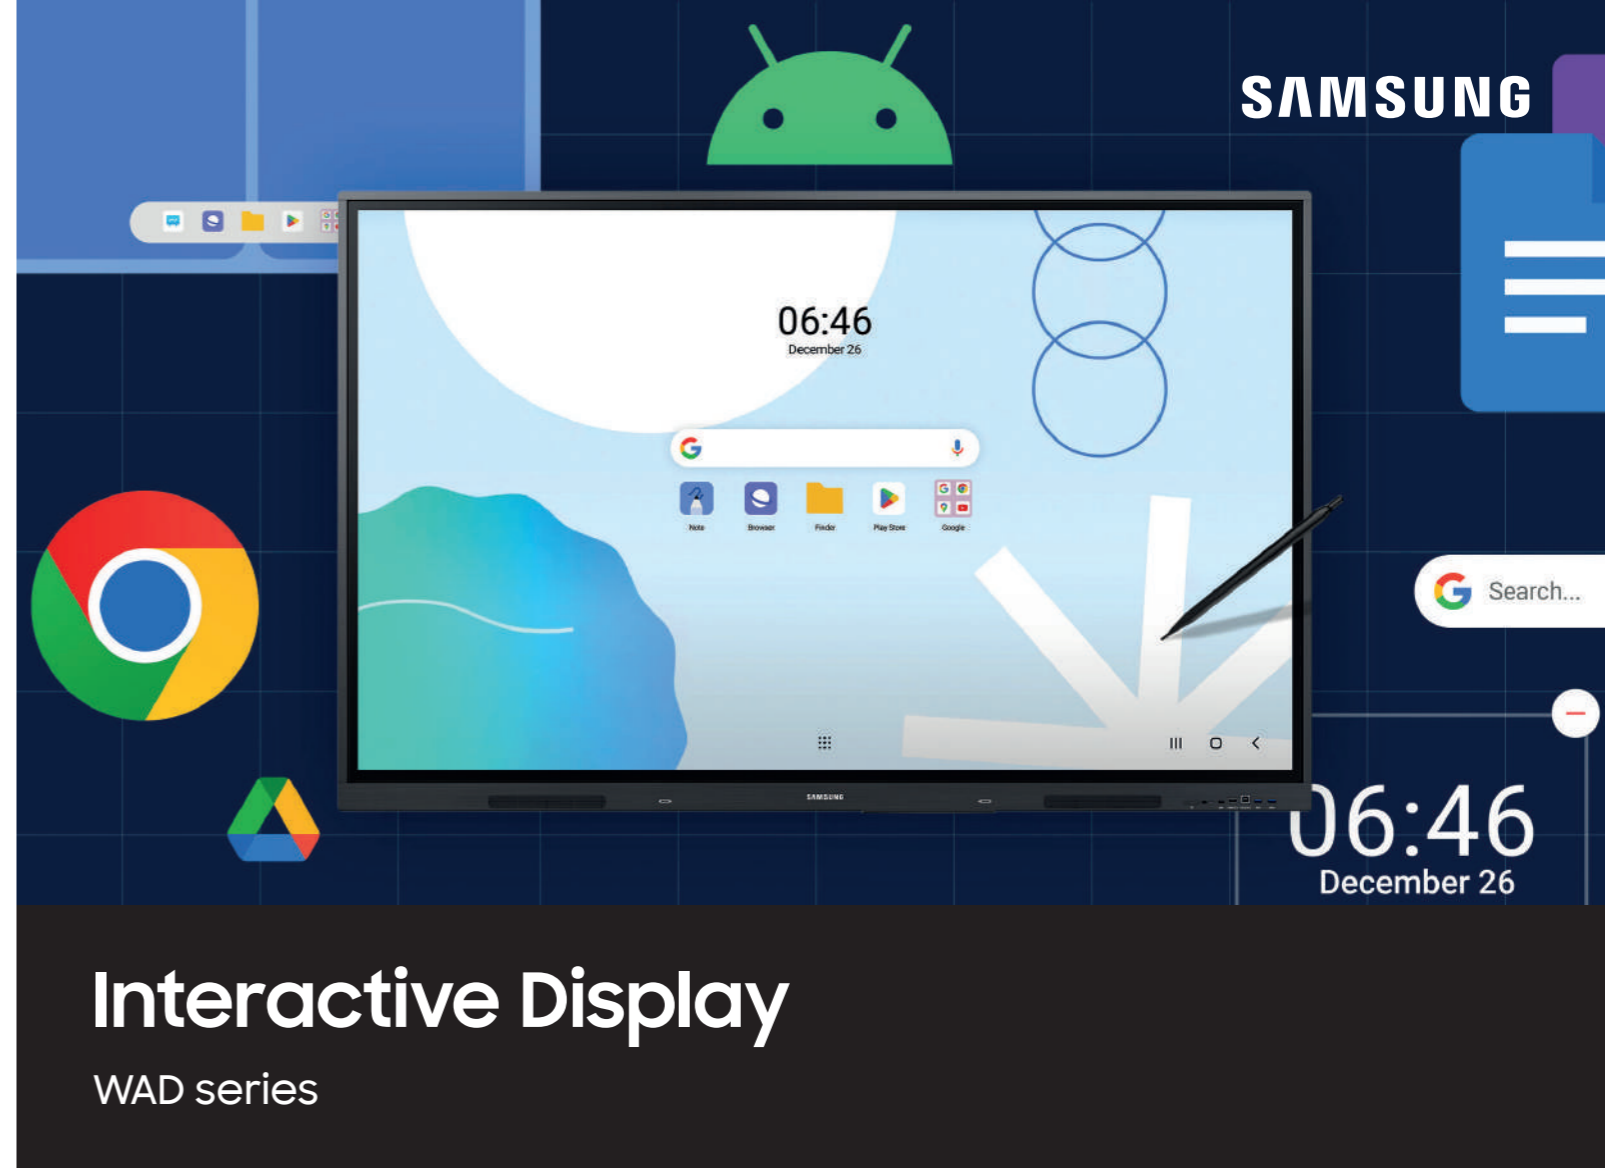 SAMSUNG
06:46
December 26
Note
Browser
Finder
Play Store
Google
Search...
SAMSUNG
06:46
December 26
Interactive Display
WAD series